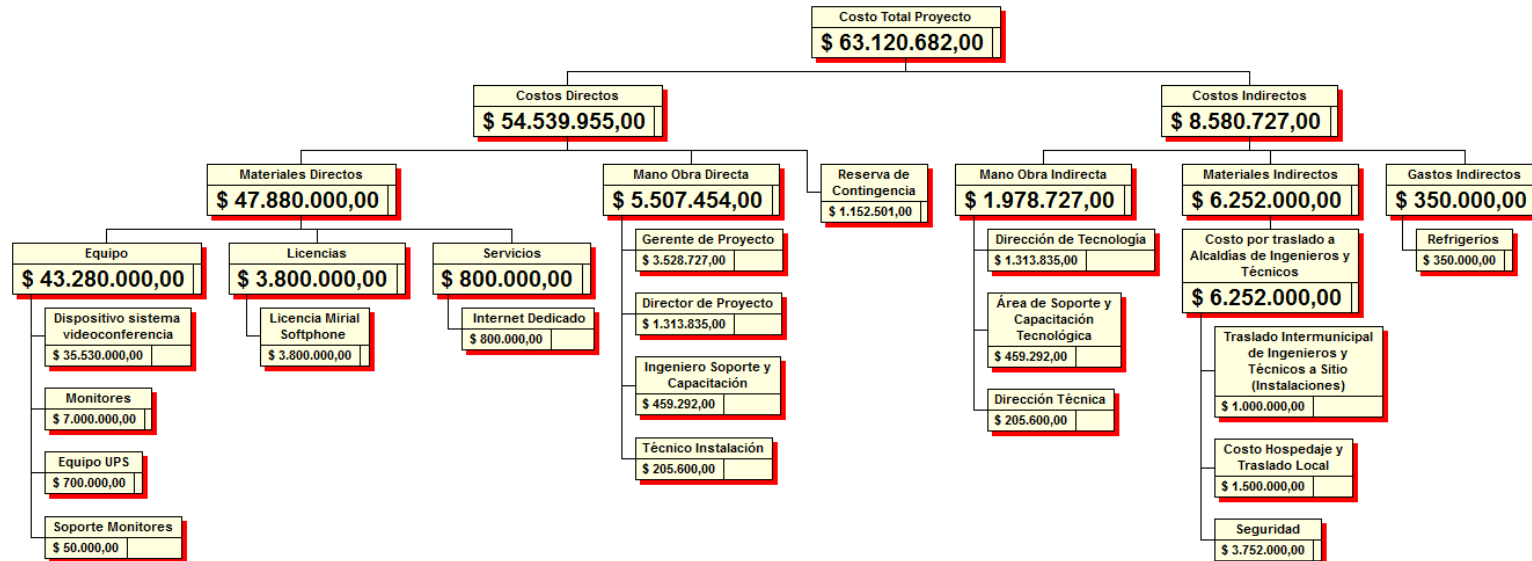 Costo Total Proyecto
$ 63.120.682,00
Costos Directos
$ 54.539.955,00
Costos Indirectos
$ 8.580.727,00
Materiales Directos
$ 47.880.000,00
Mano Obra Directa
$ 5.507.454,00
Reserva de
Contingencia
$ 1.152.501,00
Mano Obra Indirecta
$ 1.978.727,00
Materiales Indirectos
$ 6.252.000,00
Gastos Indirectos
$ 350.000,00
Equipo
$ 43.280.000,00
Licencias
$ 3.800.000,00
Servicios
$ 800.000,00
Gerente de Proyecto
$ 3.528.727,00
Dirección de Tecnología
$ 1.313.835,00
Costo por traslado a
Alcaldías de Ingenieros y
Técnicos
$ 6.252.000,00
Refrigerios
$ 350.000,00
Dispositivo sistema
videoconferencia
$ 35.530.000,00
Licencia Mirial
Softphone
$ 3.800.000,00
Internet Dedicado
$ 800.000,00
Director de Proyecto
$ 1.313.835,00
Área de Soporte y
Capacitación
Tecnológica
$ 459.292,00
Traslado Intermunicipal
de Ingenieros y
Técnicos a Sitio
(Instalaciones)
$ 1.000.000,00
Monitores
$ 7.000.000,00
Ingeniero Soporte y
Capacitación
$ 459.292,00
Dirección Técnica
$ 205.600,00
Equipo UPS
$ 700.000,00
Técnico Instalación
$ 205.600,00
Costo Hospedaje y
Traslado Local
$ 1.500.000,00
Soporte Monitores
$ 50.000,00
Seguridad
$ 3.752.000,00